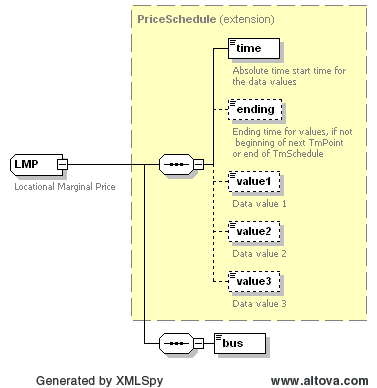 PriceSchedule (extension)
time
Absolute time start time for
the data values
ending
Ending time for values, if not
beginning of next TmPoint
or end of TmSchedule
LMP
Locational Marginal Price
value1
Data value 1
value2
Data value 2
value3
Data value 3
bus
Generated by XMLSpy
www.altova.com